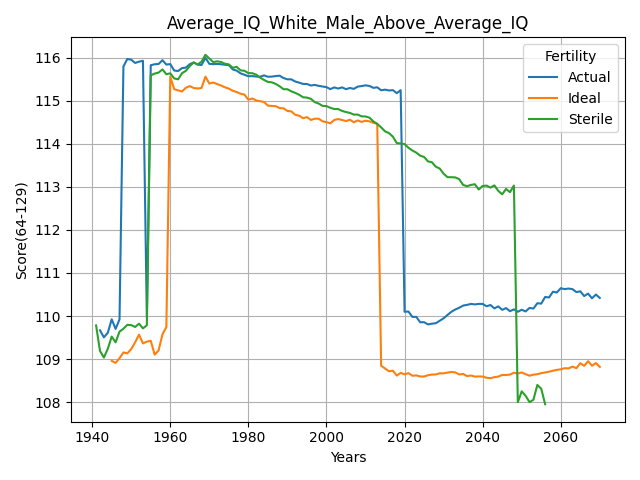 Average_IQ_White_Male_Above_Average_IQ
Fertility
Actual
Ideal
Sterile
Score(64-129)
116
115
114
113
112
111
110
109
108
1940
1960
1980
2000
2020
2040
2060
Years